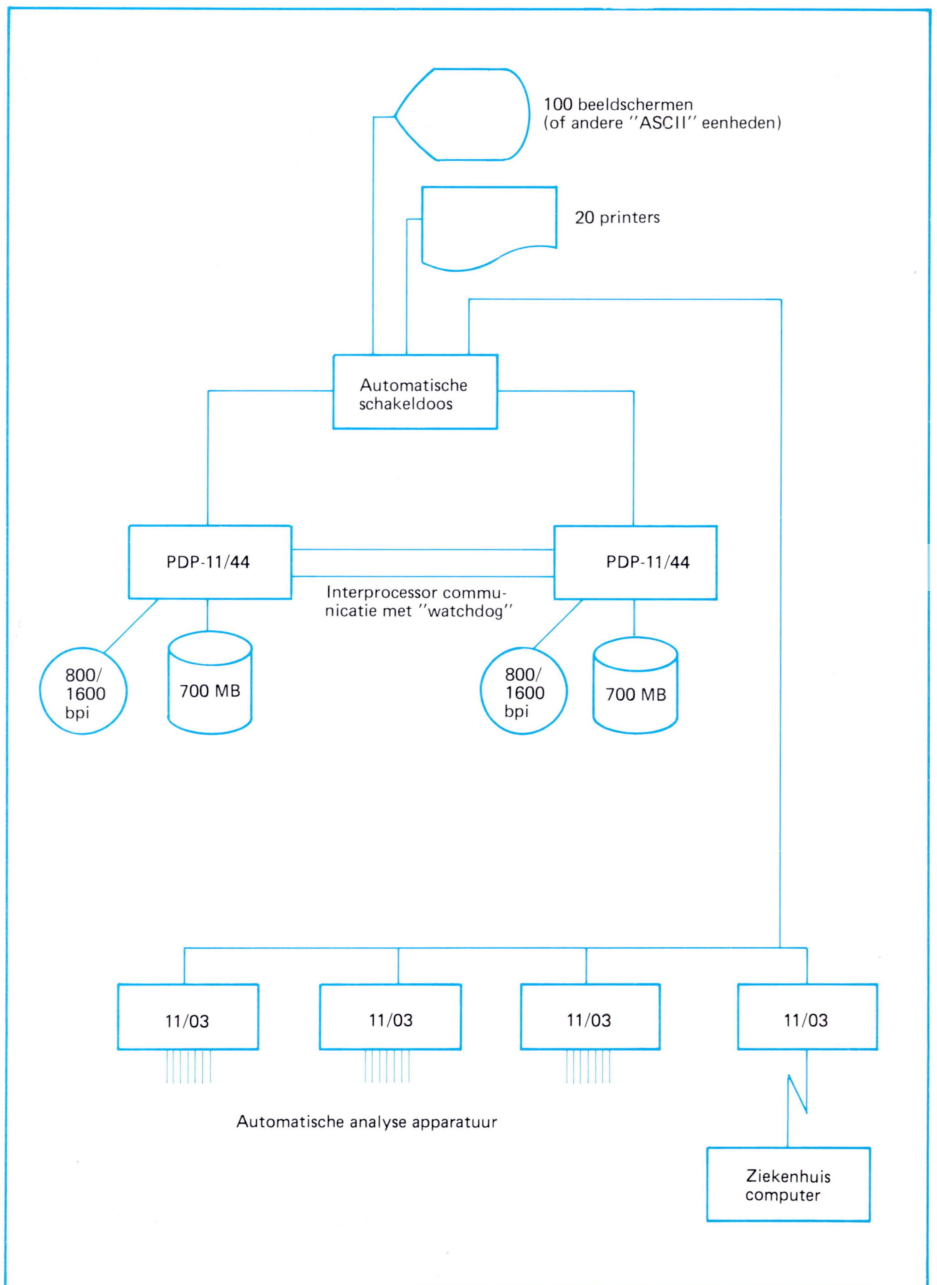 100 beeldschermen
(of andere "ASCII" eenheden)
20 printers
Automatische
schakeldoos
PDP-11/44
PDP-11/44
Interprocessor commu-
nicatie met "watchdog"
800/
1600
bpi
700 MB
800/
1600
bpi
700 MB
11/03
11/03
11/03
11/03
Automatische analyse apparatuur
Ziekenhuis
computer